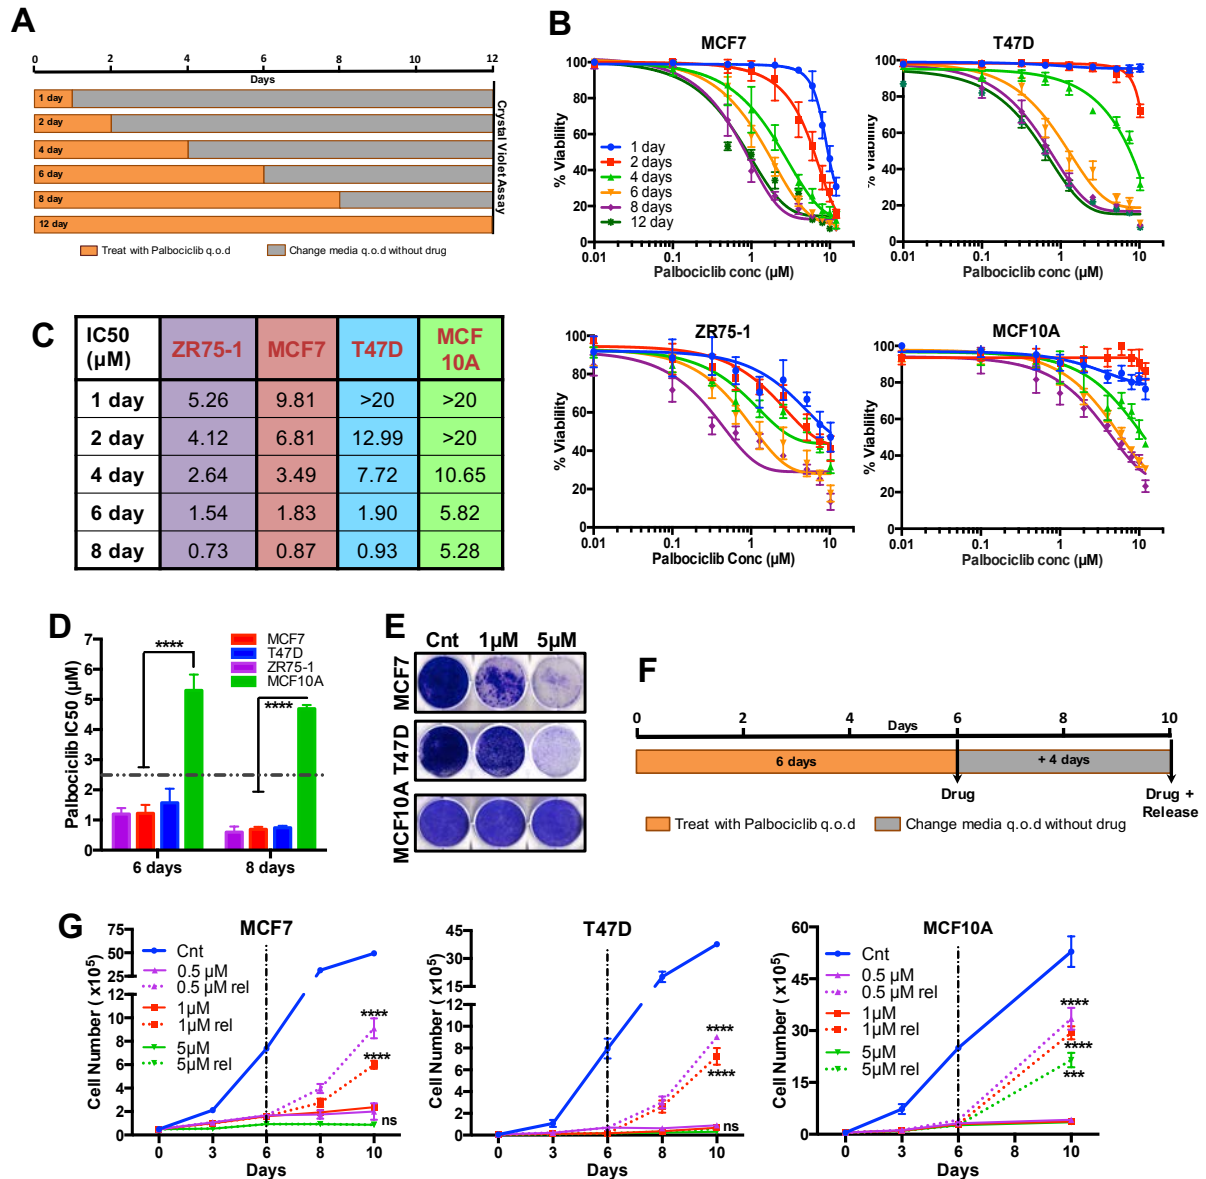 A
0 2 4 6 8 10 12
Days
1 day
2 day
4 day
6 day
8 day
12 day
Crystal Violet Assay
Treat with Palbociclib q.o.d
Change media q.o.d without drug
B
MCF7
100
80
60
40
20
0
% Viablility
1 day
2 days
4 days
6 days
8 days
12 day
0.01 0.1 1 10
Palbociclib conc (µM)
T47D
100
80
60
40
20
0
% Viability
0.01 0.1 1 10
Palbociclib conc (µM)
ZR75-1
100
80
60
40
20
0
% Viability
0.01 0.1 1 10
Palbociclib Conc (µM)
MCF10A
100
80
60
40
20
0
% Viability
0.01 0.1 1 10
Palbociclib conc (µM)
C
IC50 (µM) ZR75-1 MCF7 T47D MCF 10A
1 day 5.26 9.81 >20 >20
2 day 4.12 6.81 12.99 >20
4 day 2.64 3.49 7.72 10.65
6 day 1.54 1.83 1.90 5.82
8 day 0.73 0.87 0.93 5.28
D
7
6
5
4
3
2
1
0
Palbociclib IC50 (µM)
****
****
MCF7
T47D
ZR75-1
MCF10A
6 days 8 days
E
Cnt 1µM 5µM
MCF7
T47D
MCF10A
F
0 2 4 6 8 10
Days
6 days
+ 4 days
Drug
Drug +
Release
Treat with Palbociclib q.o.d
Change media q.o.d without drug
G
MCF7
75
50
25
12
10
8
6
4
2
0
Cell Number ( x10⁵)
Cnt
0.5 µM
0.5 µM rel
1µM
1µM rel
5µM
5µM rel
****
****
ns
0 3 6 8 10
Days
T47D
45
30
15
12
10
8
6
4
2
0
Cell Number ( x10⁵)
****
****
ns
0 3 6 8 10
Days
MCF10A
60
45
30
15
0
Cell Number ( x10⁵)
Cnt
0.5 µM
0.5 µM rel
1µM
1µM rel
5µM
5µM rel
****
****
***
0 3 6 10
Days